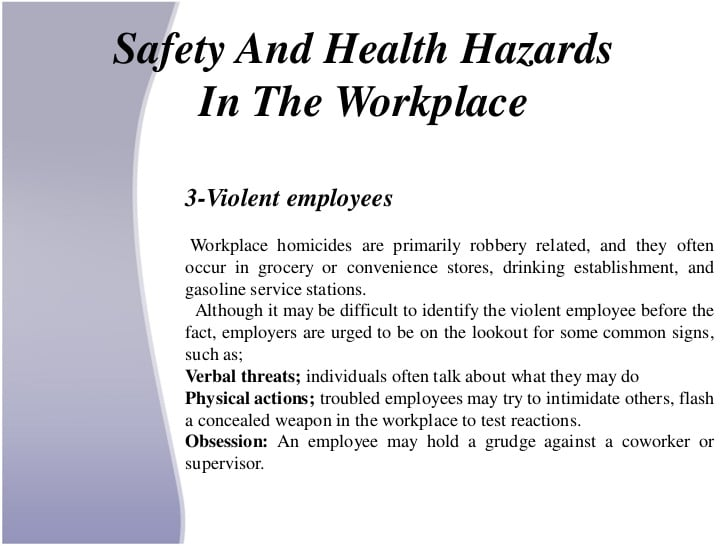 Safety And Health Hazards
In The Workplace
3-Violent employees
Workplace homicides are primarily robbery related, and they often
occur in grocery or convenience stores, drinking establishment, and
gasoline service stations.
Although it may be difficult to identify the violent employee before the
fact, employers are urged to be on the lookout for some common signs,
such as;
Verbal threats; individuals often talk about what they may do
Physical actions; troubled employees may try to intimidate others, flash
a concealed weapon in the workplace to test reactions.
Obsession: An employee may hold a grudge against a coworker or
supervisor.